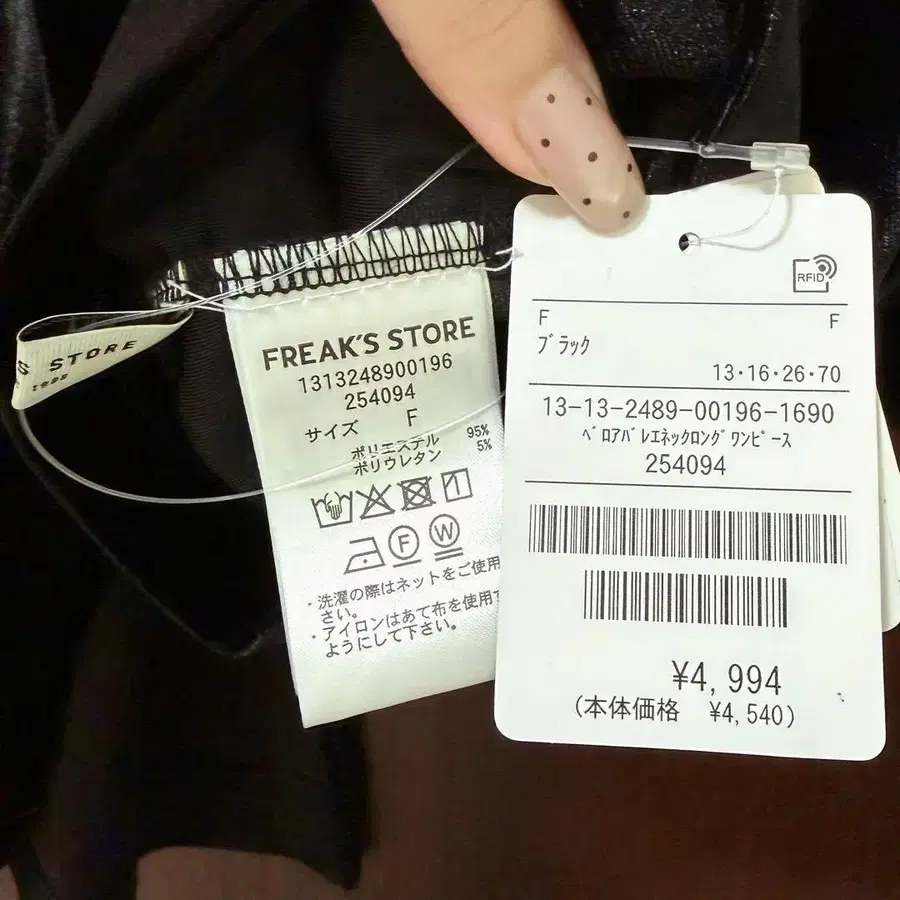 STORE
FREAK'S STORE
1313248900196
254094
サイズ F
ポリエステル 95%
ポリウレタン 5%
F
W
・洗濯の際はネットをご使用
さい。
・アイロンはあて布を使用
ようにして下さい。
RFID
F F
ブラック
13・16・26・70
13-13-2489-00196-1690
ﾍﾞﾛｱﾊﾞﾚｴﾈｯｸﾛﾝｸﾞﾜﾝﾋﾟｰｽ
254094
¥4,994
(本体価格 ¥4,540)